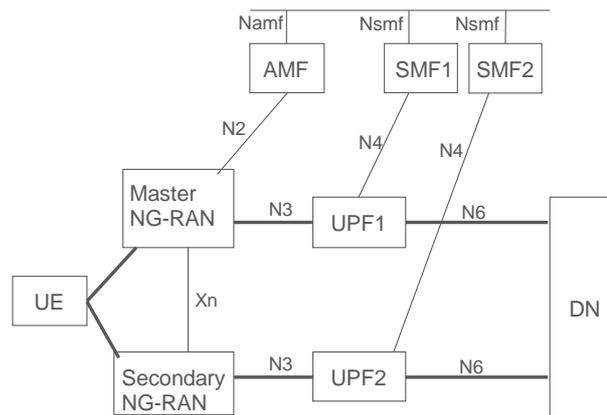 Namf
Nsmf
Nsmf
AMF
SMF1
SMF2
N2
N4
N4
Master
NG-RAN
N3
UPF1
N6
UE
Xn
DN
Secondary
NG-RAN
N3
UPF2
N6